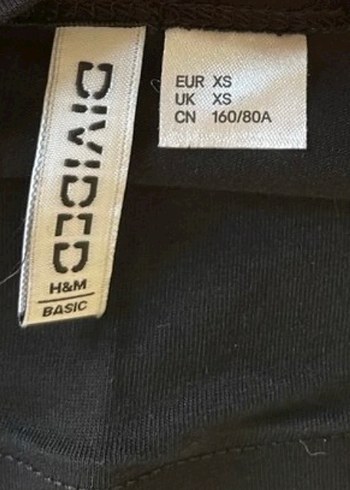 DIVIDED
H&M
BASIC
EUR XS
UK XS
CN 160/80A